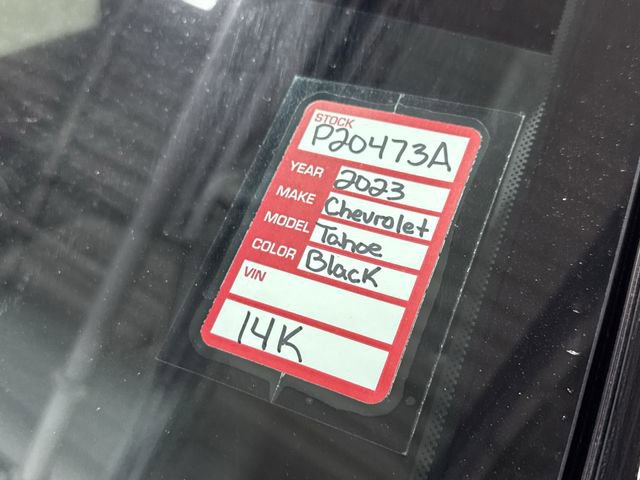 STOCK
P20473A
YEAR 2023
MAKE Chevrolet
MODEL Tahoe
COLOR Black
VIN
14K